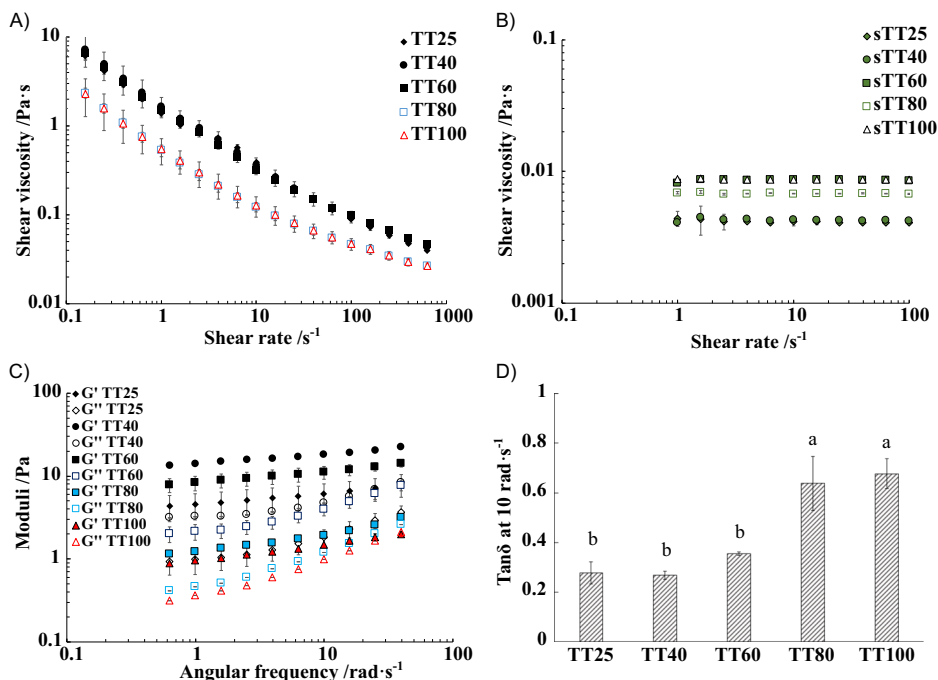 A)
Shear viscosity /Pa·s
10
1
0.1
0.01
0.1 1 10 100 1000
Shear rate /s-1
TT25
TT40
TT60
TT80
TT100
B)
Shear viscosity /Pa·s
0.1
0.01
0.001
0.1 1 10 100
Shear rate /s-1
sTT25
sTT40
sTT60
sTT80
sTT100
C)
Moduli /Pa
100
10
1
0.1
0.1 1 10 100
Angular frequency /rad·s-1
G' TT25
G'' TT25
G' TT40
G'' TT40
G' TT60
G'' TT60
G' TT80
G'' TT80
G' TT100
G'' TT100
D)
Tanδ at 10 rad·s-1
1
0.8
0.6
0.4
0.2
0
b b b a a
TT25 TT40 TT60 TT80 TT100